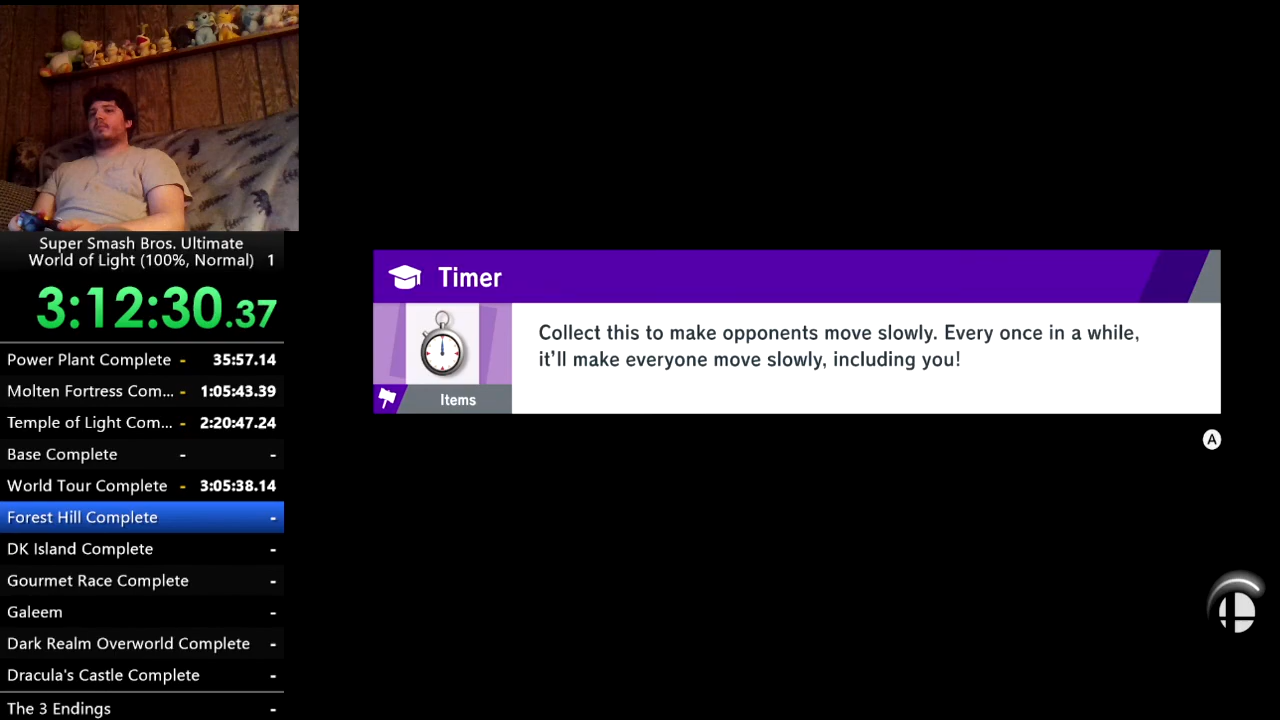 Super Smash Bros. Ultimate
World of Light (100%, Normal) 1
3:12:30.37
Power Plant Complete - 35:57.14
Molten Fortress Com... - 1:05:43.39
Temple of Light Com... - 2:20:47.24
Base Complete - -
World Tour Complete - 3:05:38.14
Forest Hill Complete -
DK Island Complete -
Gourmet Race Complete -
Galeem -
Dark Realm Overworld Complete -
Dracula's Castle Complete -
The 3 Endings -
Timer
Collect this to make opponents move slowly. Every once in a while,
it'll make everyone move slowly, including you!
Items
A